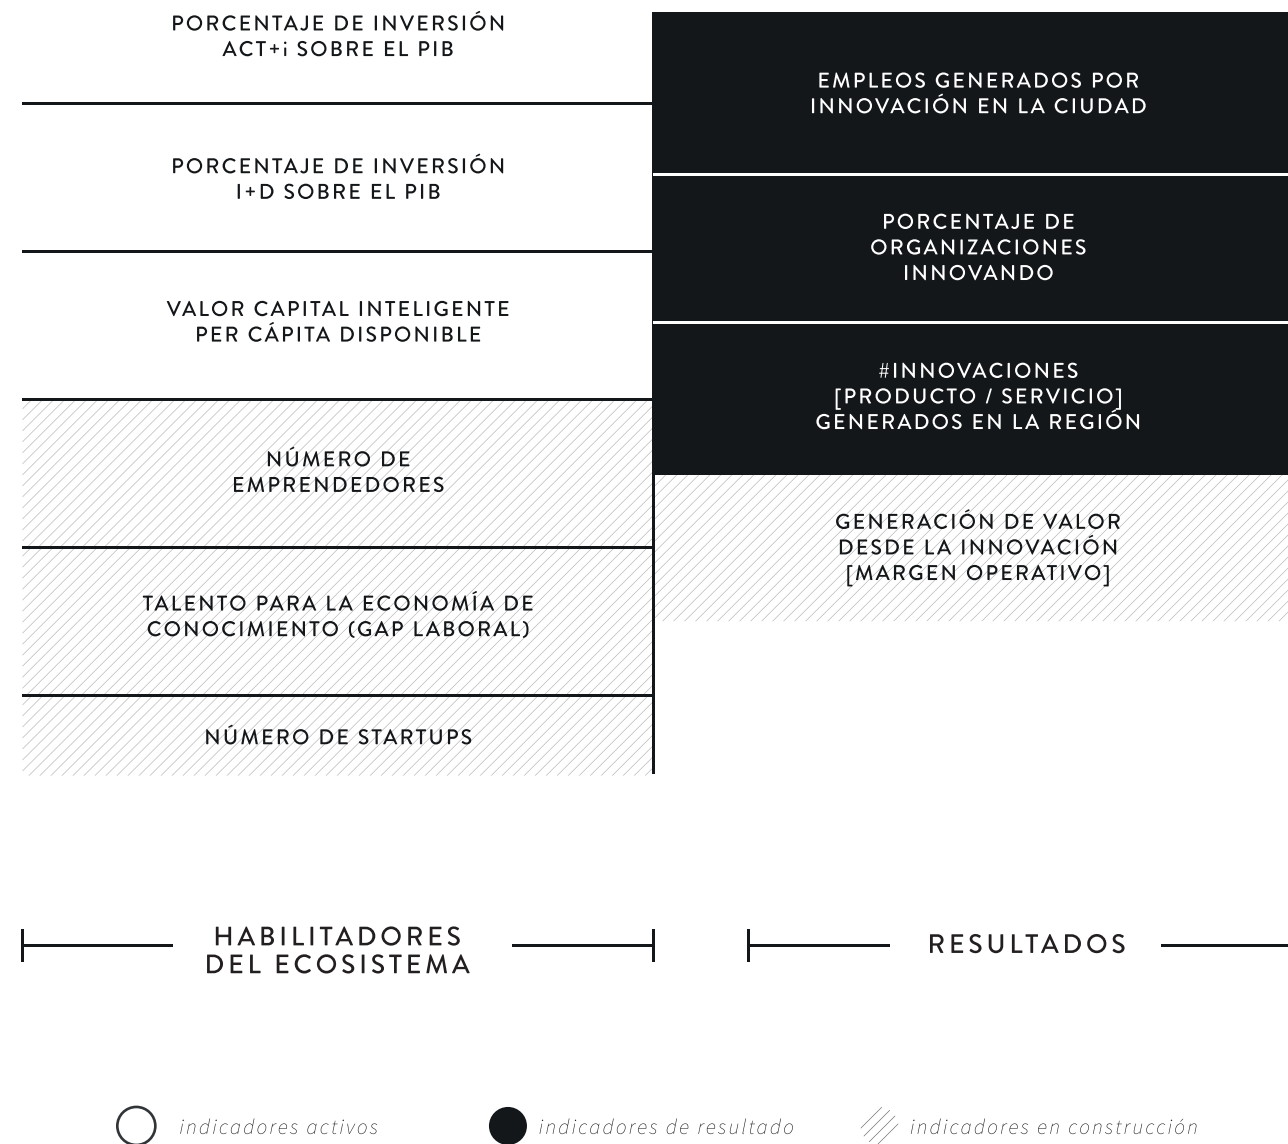 PORCENTAJE DE INVERSIÓN
ACT+i SOBRE EL PIB
PORCENTAJE DE INVERSIÓN
I+D SOBRE EL PIB
VALOR CAPITAL INTELIGENTE
PER CÁPITA DISPONIBLE
NÚMERO DE
EMPRENDEDORES
TALENTO PARA LA ECONOMÍA DE
CONOCIMIENTO (GAP LABORAL)
NÚMERO DE STARTUPS
EMPLEOS GENERADOS POR
INNOVACIÓN EN LA CIUDAD
PORCENTAJE DE
ORGANIZACIONES
INNOVANDO
#INNOVACIONES
[PRODUCTO / SERVICIO]
GENERADOS EN LA REGIÓN
GENERACIÓN DE VALOR
DESDE LA INNOVACIÓN
[MARGEN OPERATIVO]
HABILITADORES
DEL ECOSISTEMA
RESULTADOS
indicadores activos
indicadores de resultado
indicadores en construcción